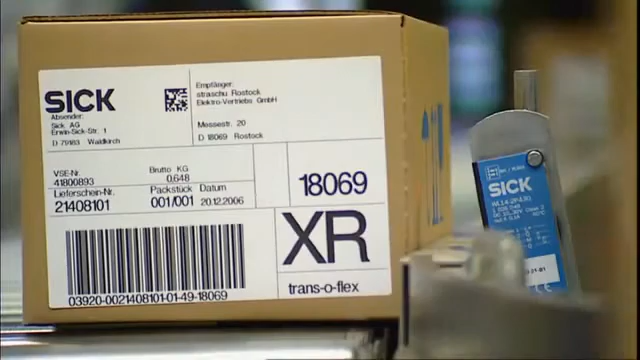 SICK
Absender:
Sick AG
Erwin-Sick-Str. 1
D 79183 Waldkirch
Empfänger:
straschu Rostock
Elektro-Vertriebs GmbH
Messestr. 20
D 18069 Rostock
VSE-Nr.
41800893
Brutto KG
0,648
Lieferschein-Nr.
21408101
Packstück
001/001
Datum
20.12.2006
18069
XR
trans-o-flex
03920-0021408101-01-49-18069
SICK